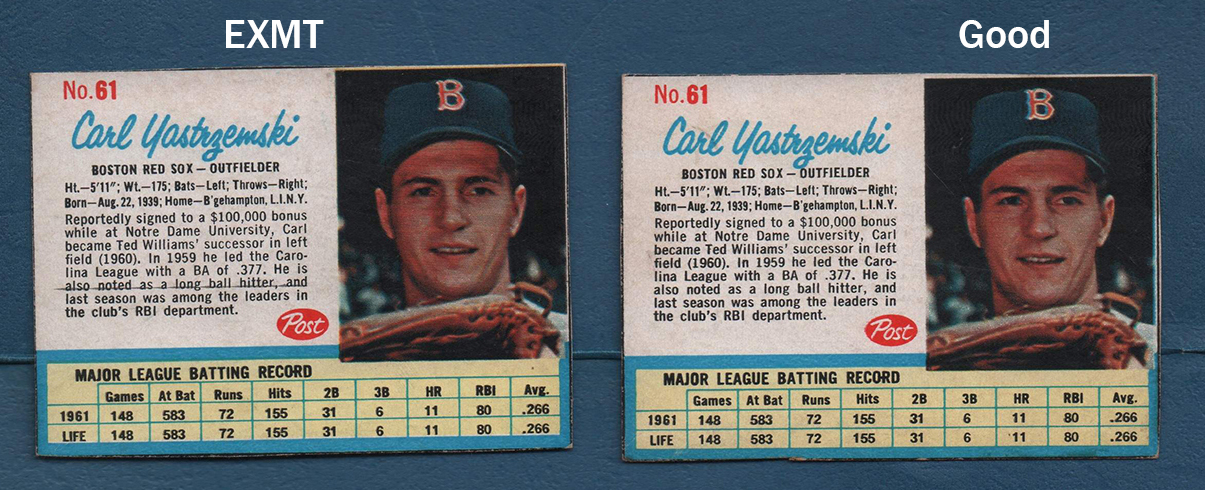 EXMT
No.61
Carl Yastrzemski
BOSTON RED SOX – OUTFIELDER
Ht.–5'11"; Wt.–175; Bats–Left; Throws–Right;
Born–Aug. 22, 1939; Home–B'gehampton, L.I.N.Y.
Reportedly signed to a $100,000 bonus
while at Notre Dame University, Carl
became Ted Williams' successor in left
field (1960). In 1959 he led the Caro-
lina League with a BA of .377. He is
also noted as a long ball hitter, and
last season was among the leaders in
the club's RBI department.
Post
B
MAJOR LEAGUE BATTING RECORD
Games At Bat Runs Hits 2B 3B HR RBI Avg.
1961 148 583 72 155 31 6 11 80 .266
LIFE 148 583 72 155 31 6 11 80 .266
Good
No.61
Carl Yastrzemski
BOSTON RED SOX – OUTFIELDER
Ht.–5'11"; Wt.–175; Bats–Left; Throws–Right;
Born–Aug. 22, 1939; Home–B'gehampton, L.I.N.Y.
Reportedly signed to a $100,000 bonus
while at Notre Dame University, Carl
became Ted Williams' successor in left
field (1960). In 1959 he led the Caro-
lina League with a BA of .377. He is
also noted as a long ball hitter, and
last season was among the leaders in
the club's RBI department.
Post
B
MAJOR LEAGUE BATTING RECORD
Games At Bat Runs Hits 2B 3B HR RBI Avg.
1961 148 583 72 155 31 6 11 80 .266
LIFE 148 583 72 155 31 6 11 80 .266